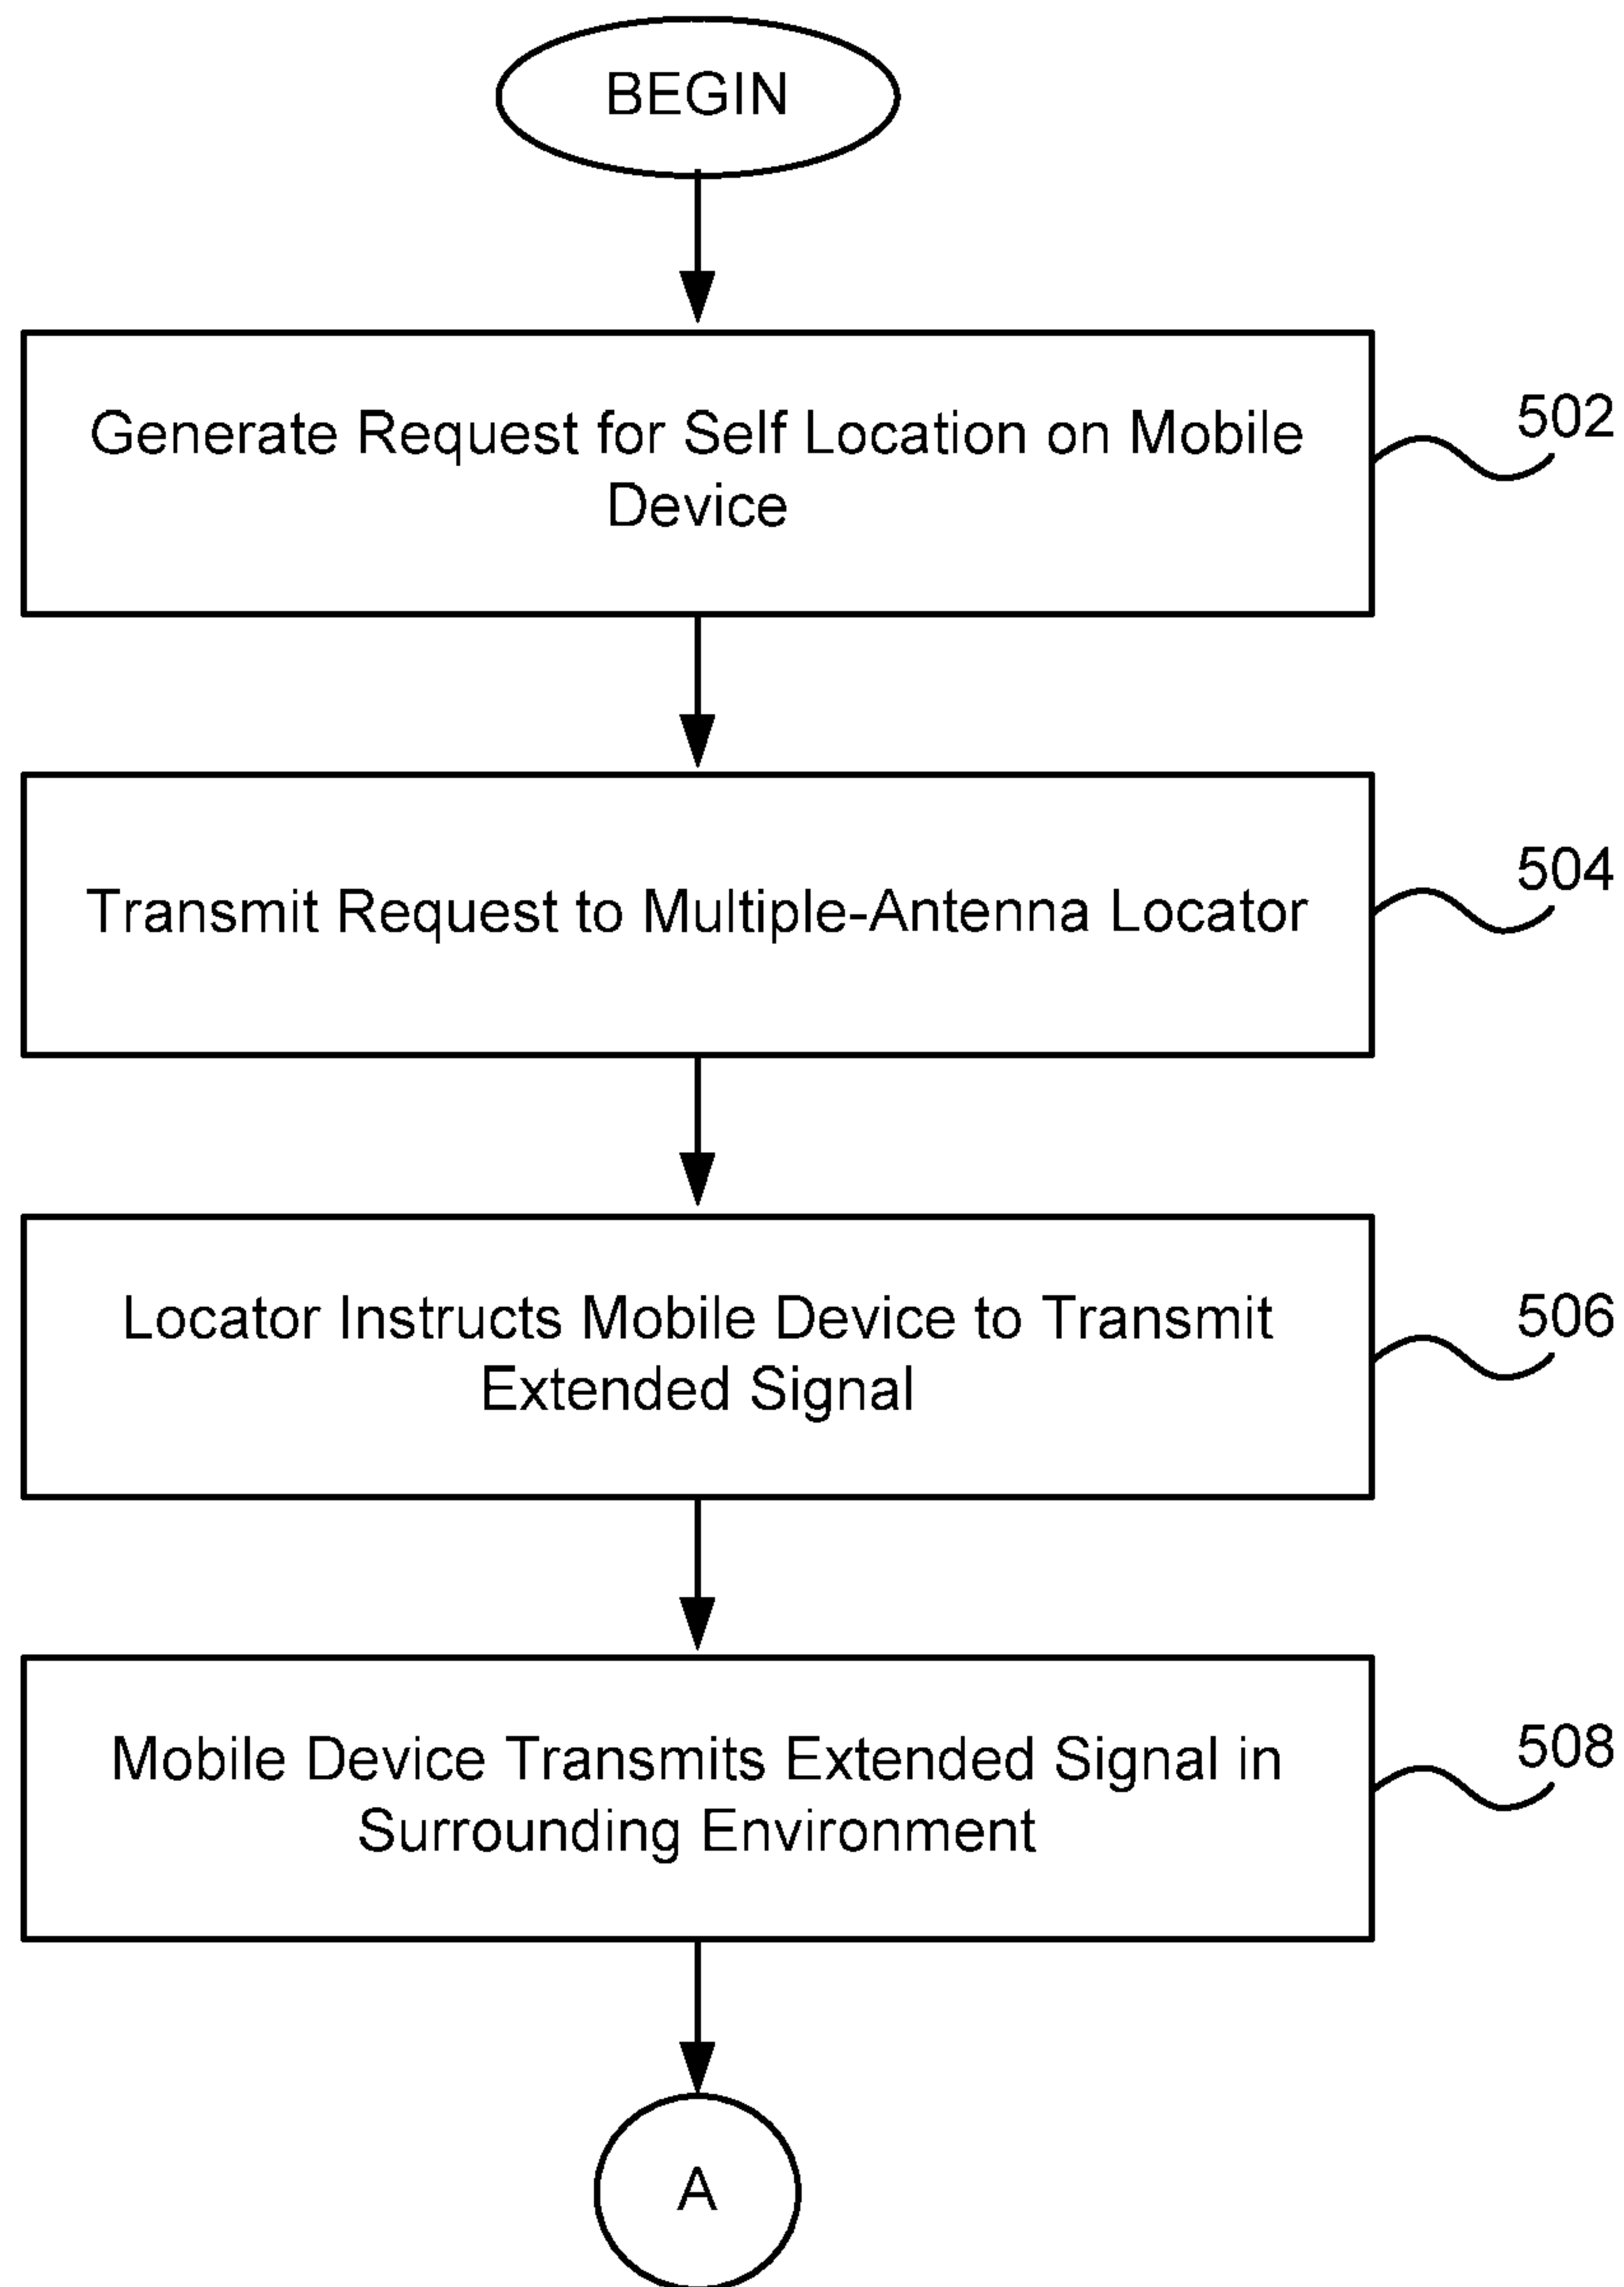 BEGIN
Generate Request for Self Location on Mobile
Device
502
Transmit Request to Multiple-Antenna Locator
504
Locator Instructs Mobile Device to Transmit
Extended Signal
506
Mobile Device Transmits Extended Signal in
Surrounding Environment
508
A